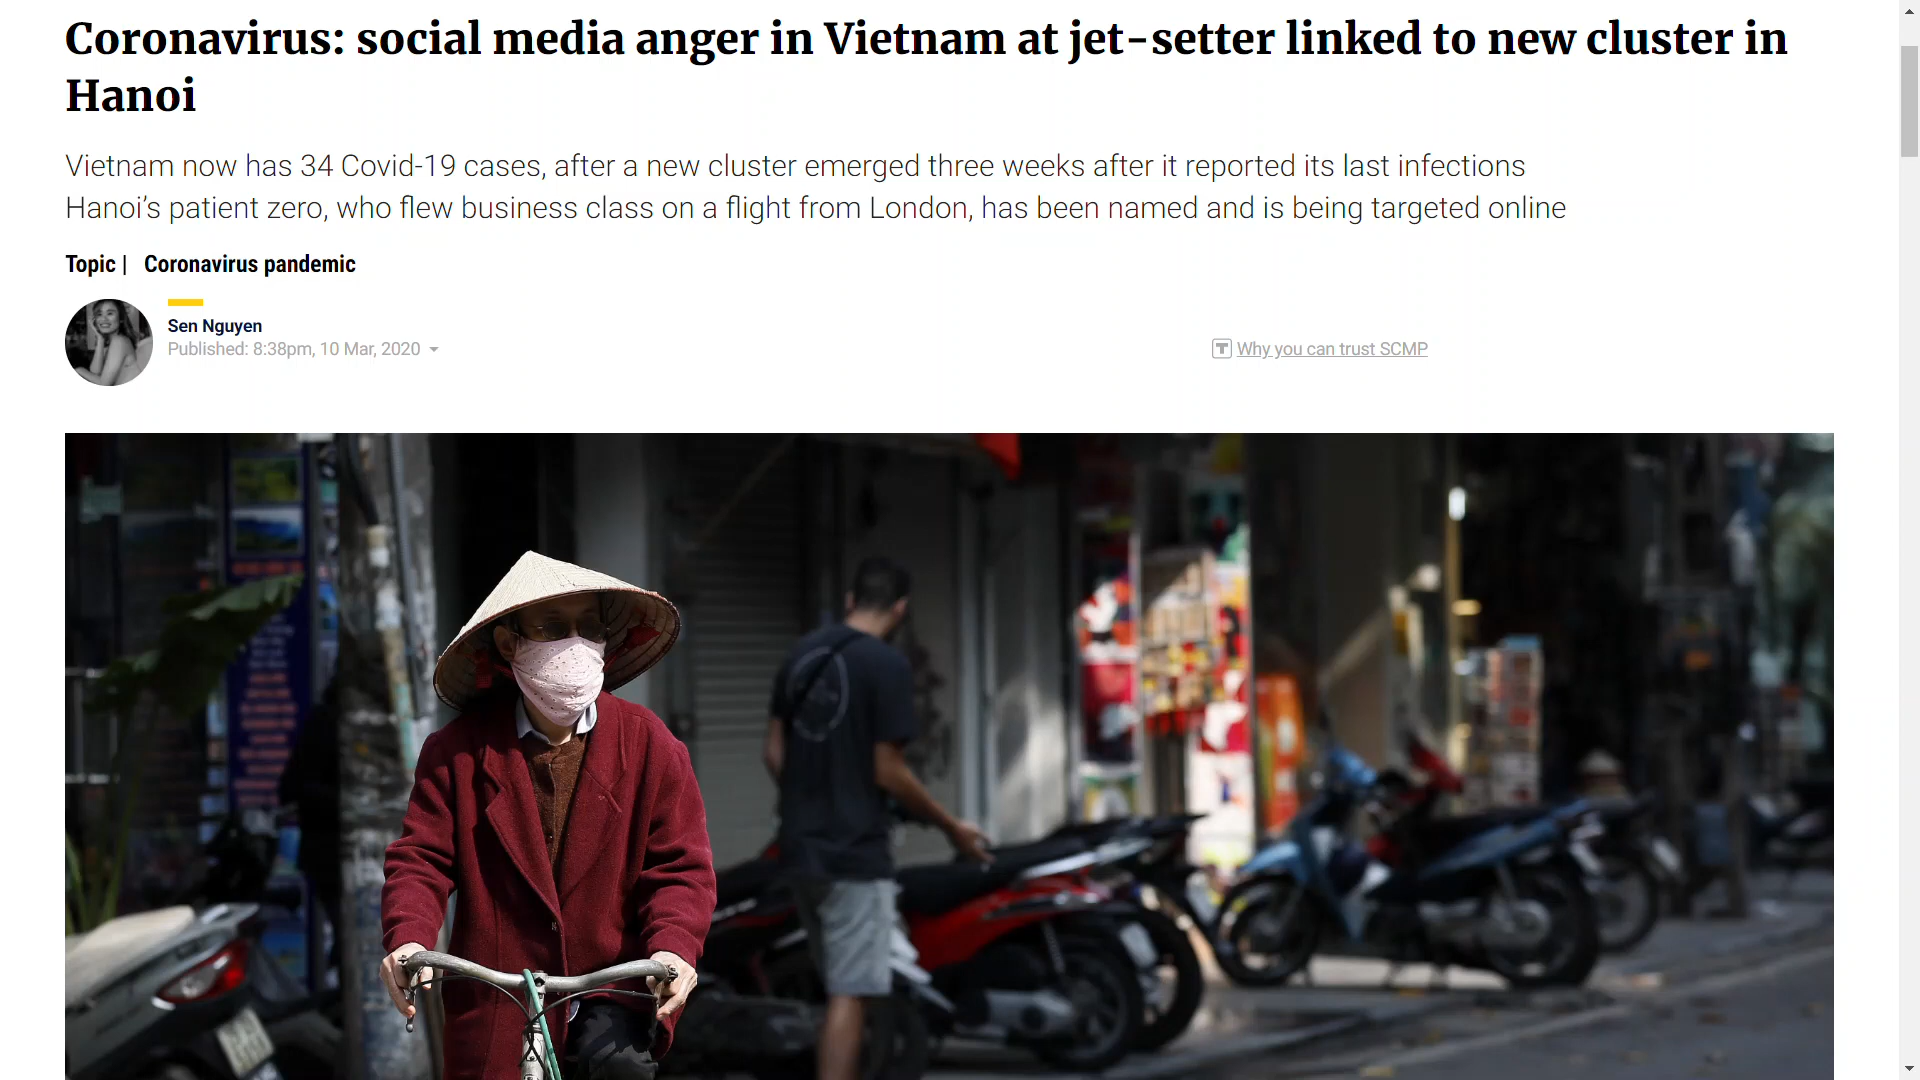 Coronavirus: social media anger in Vietnam at jet-setter linked to new cluster in
Hanoi
Vietnam now has 34 Covid-19 cases, after a new cluster emerged three weeks after it reported its last infections
Hanoi’s patient zero, who flew business class on a flight from London, has been named and is being targeted online
Topic | Coronavirus pandemic
Sen Nguyen
Published: 8:38pm, 10 Mar, 2020
T Why you can trust SCMP